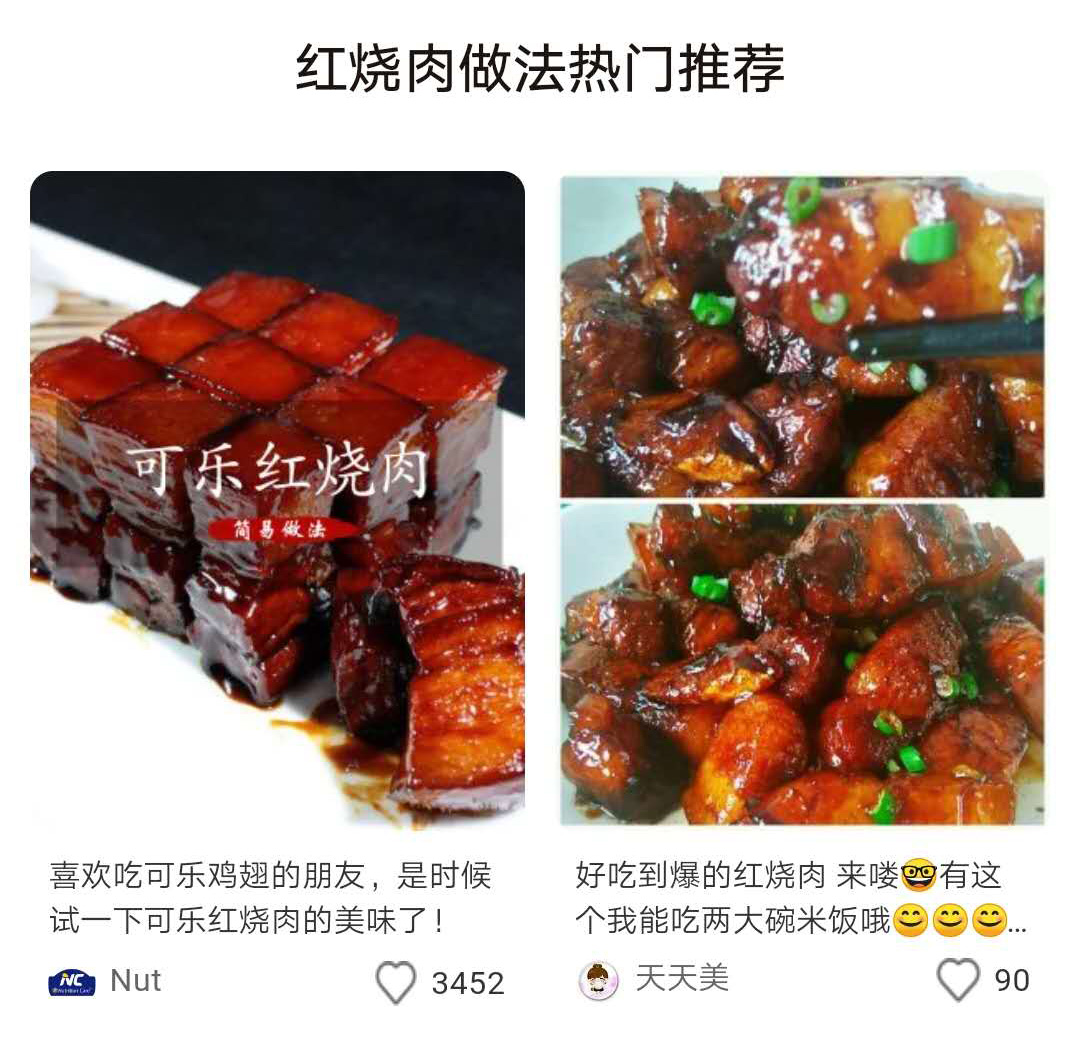 红烧肉做法热门推荐
可乐红烧肉
简易做法
喜欢吃可乐鸡翅的朋友，是时候
试一下可乐红烧肉的美味了！
NC
Nut
3452
好吃到爆的红烧肉 来喽🤓有这
个我能吃两大碗米饭哦😊😊😊...
天天美
90